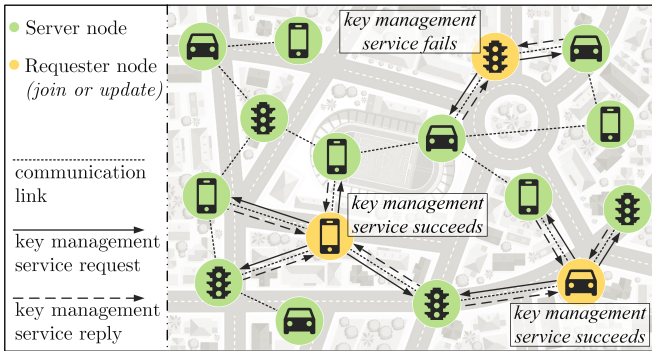 Server node
Requester node
(join or update)
communication
link
key management
service request
key management
service reply
key management
service fails
key management
service succeeds
key management
service succeeds